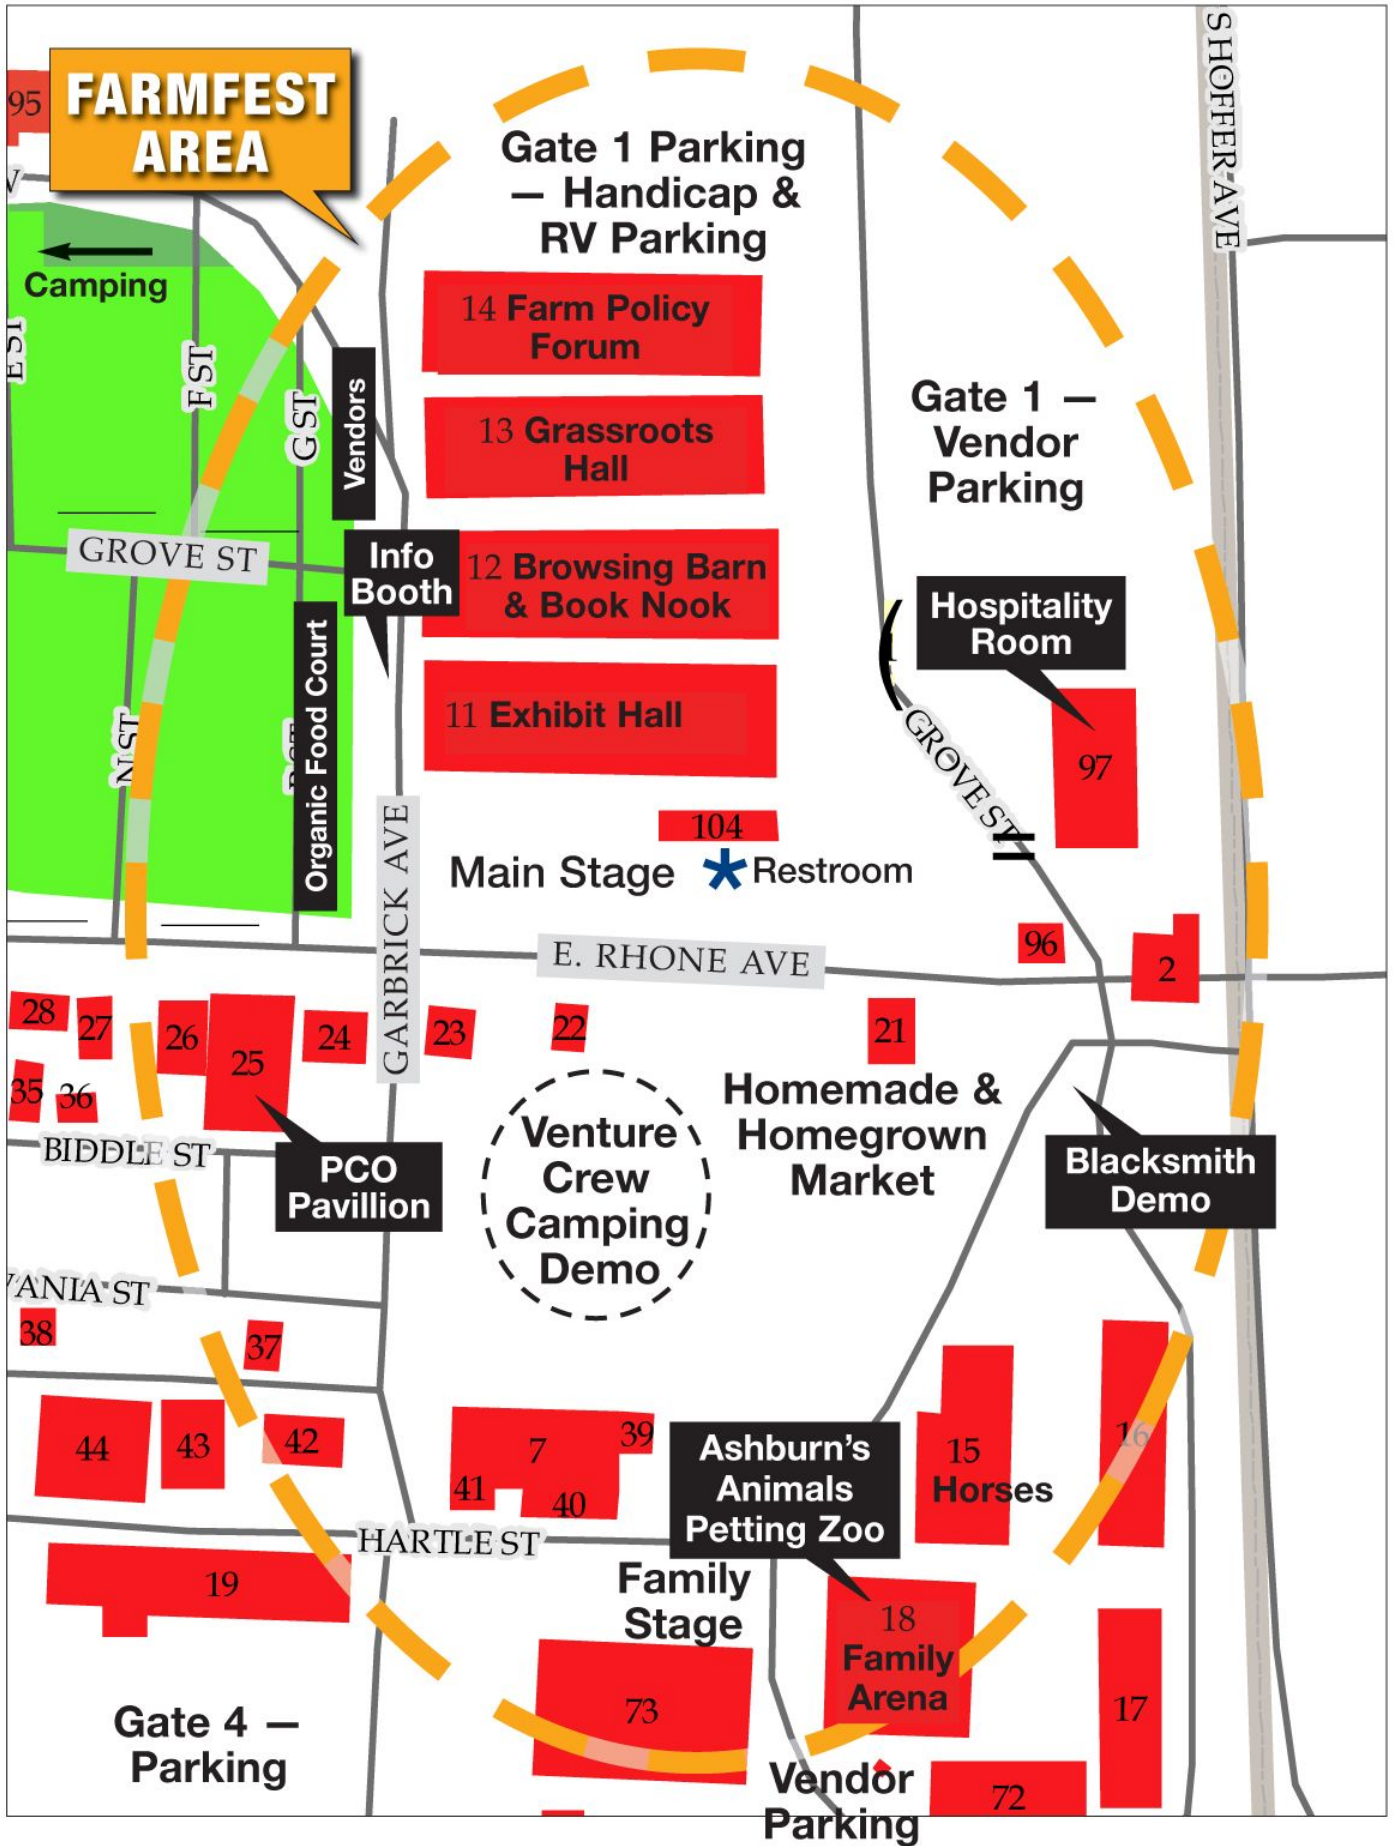 95
FARMFEST
AREA
SHOFFER AVE
Gate 1 Parking
— Handicap &
RV Parking
Camping
E ST
F ST
G ST
Vendors
14 Farm Policy
Forum
13 Grassroots
Hall
Gate 1 —
Vendor
Parking
GROVE ST
Info
Booth
12 Browsing Barn
& Book Nook
Hospitality
Room
Organic Food Court
N ST
11 Exhibit Hall
GROVE ST
97
104
Main Stage
Restroom
GARBRICK AVE
E. RHONE AVE
96
2
28
27
26
25
24
23
22
21
35
36
BIDDLE ST
PCO
Pavillion
Venture
Crew
Camping
Demo
Homemade &
Homegrown
Market
Blacksmith
Demo
VANIA ST
38
37
44
43
42
7
39
41
40
Ashburn's
Animals
Petting Zoo
15
Horses
16
HARTLE ST
19
Family
Stage
18
Family
Arena
73
17
Gate 4 —
Parking
Vendor
Parking
72